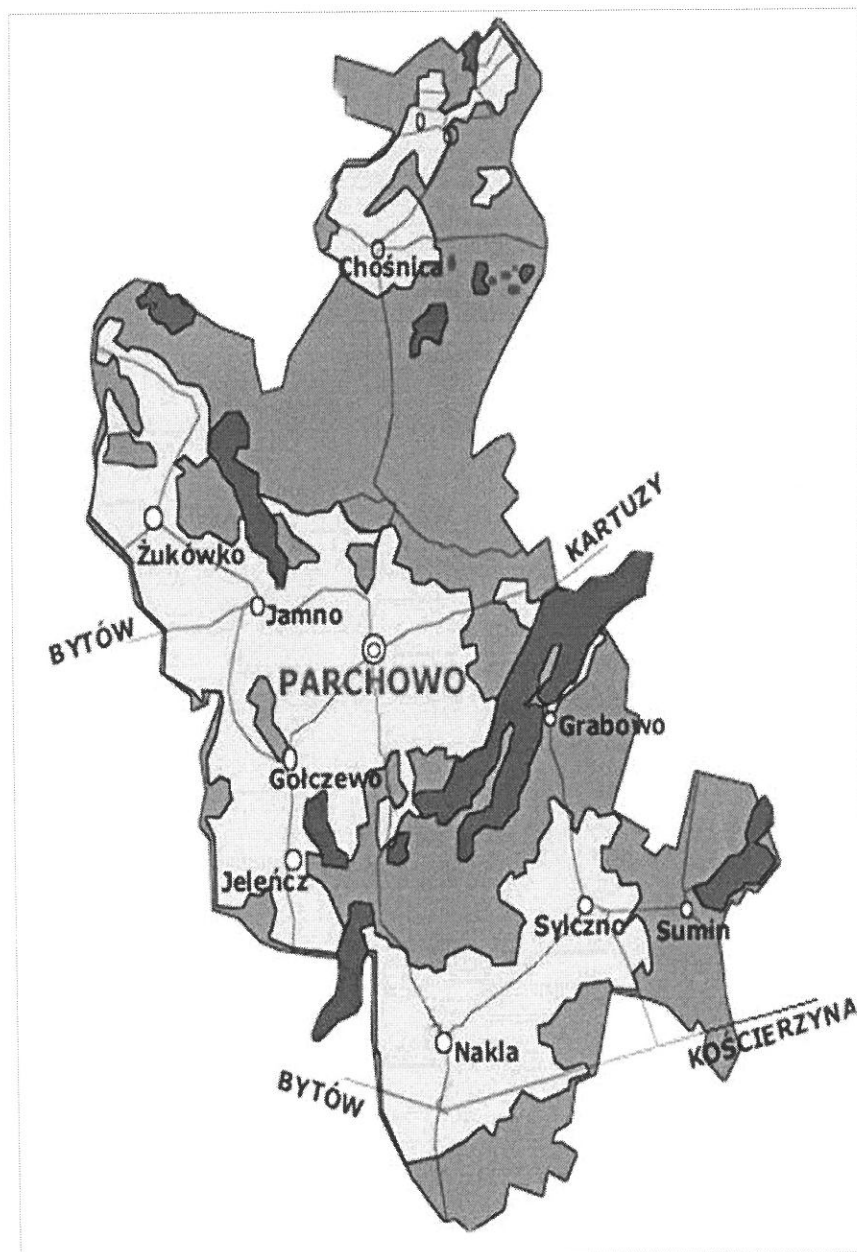 Chośnica
KARTUZY
Żukówko
Jamno
BYTÓW
PARCHOWO
Grabowo
Gołczewo
Jeleńcz
Sylczno
Sumin
KOŚCIERZYNA
Nakla
BYTÓW